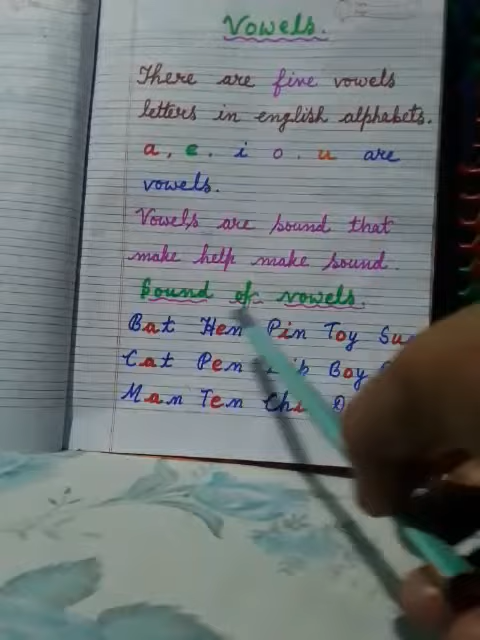 Vowels.
There are five vowels
letters in english alphabets.
a, e. i o. u are
vowels.
Vowels are sound that
make help make sound.
Sound of vowels.
Bat Hen Pin Toy
Cat Pen Boy
Man Ten